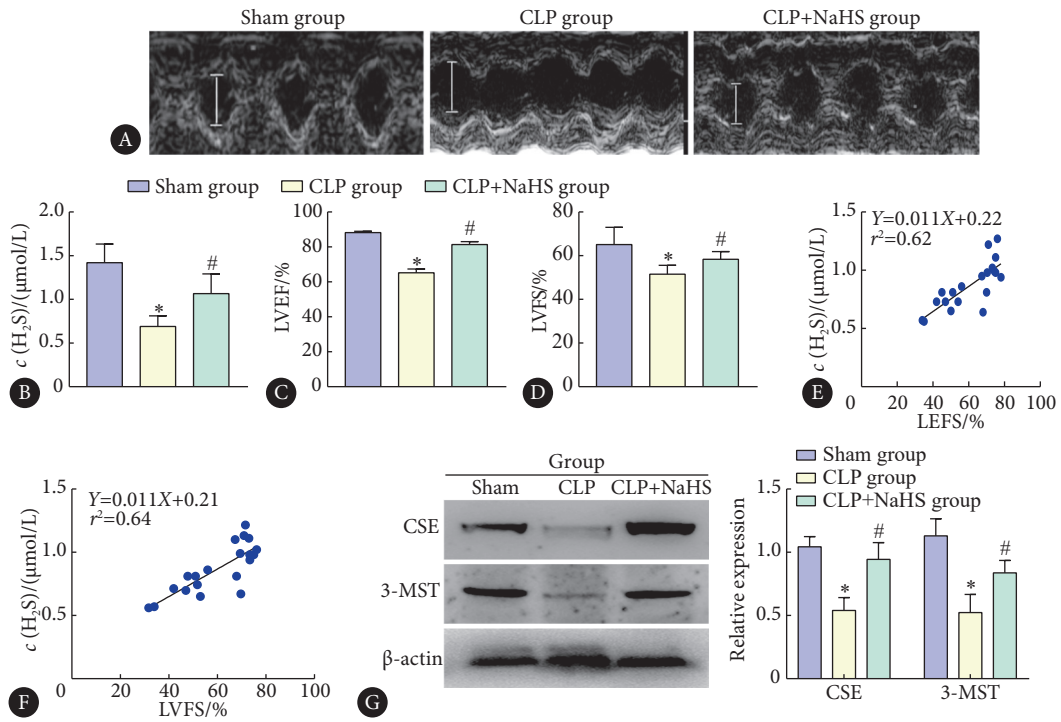 Sham group
CLP group
CLP+NaHS group
A
Sham group
CLP group
CLP+NaHS group
2.0
1.5
1.0
0.5
0
c (H₂S)/(μmol/L)
*
#
B
100
80
60
40
20
0
LVEF/%
*
#
C
80
60
40
20
0
LVFS/%
*
#
D
1.5
1.0
0.5
0
c (H₂S)/(μmol/L)
Y=0.011X+0.22
r²=0.62
20
40
60
80
100
LEFS/%
E
1.5
1.0
0.5
0
c (H₂S)/(μmol/L)
Y=0.011X+0.21
r²=0.64
20
40
60
80
100
LVFS/%
F
Group
Sham
CLP
CLP+NaHS
CSE
3-MST
β-actin
G
Sham group
CLP group
CLP+NaHS group
1.5
1.0
0.5
0
Relative expression
*
#
*
#
CSE
3-MST